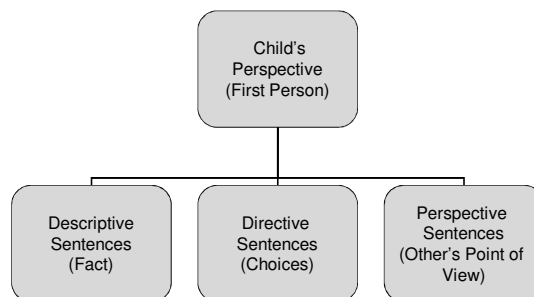 Child's
Perspective
(First Person)
Descriptive
Sentences
(Fact)
Directive
Sentences
(Choices)
Perspective
Sentences
(Other's Point of
View)